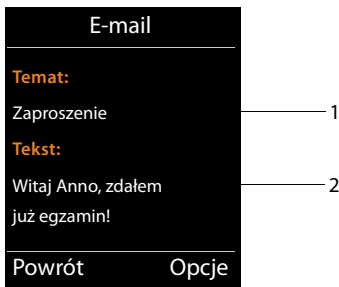 E-mail
Temat:
Zaproszenie
1
Tekst:
Witaj Anno, zdałem
2
już egzamin!
Powrót Opcje